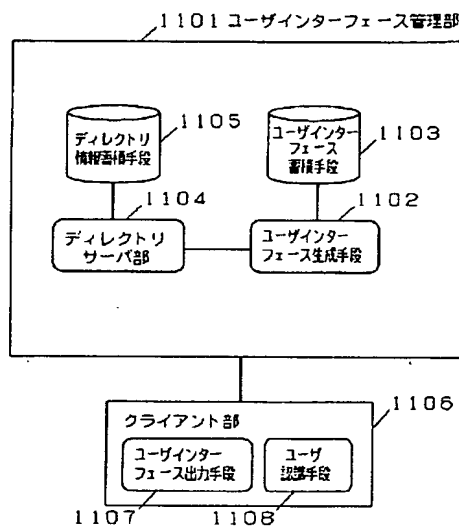 1101 ユーザインターフェース管理部
ディレクトリ
情報蓄積手段
1105
ユーザインター
フェース
蓄積手段
1103
1104
ディレクトリ
サーバ部
1102
ユーザインター
フェース生成手段
1106
クライアント部
ユーザインター
フェース出力手段
ユーザ
認識手段
1107
1108